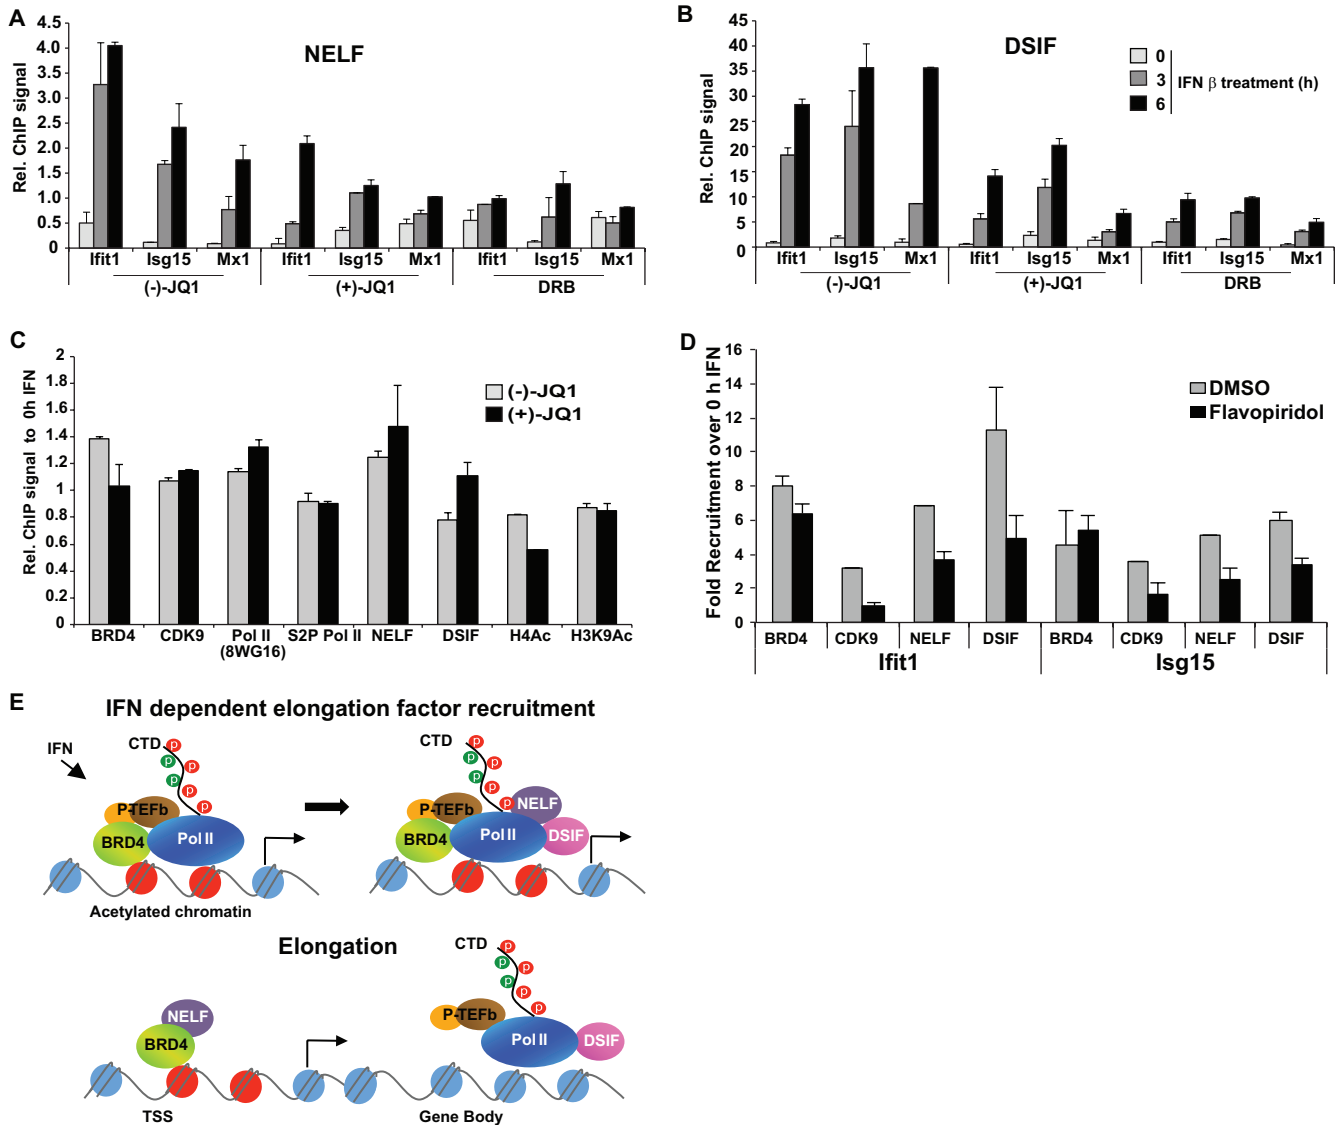 A
NELF
Rel. ChIP signal
4.5
4.0
3.5
3.0
2.5
2.0
1.5
1.0
0.5
0
Ifit1 Isg15 Mx1 Ifit1 Isg15 Mx1 Ifit1 Isg15 Mx1
(-)-JQ1 (+)-JQ1 DRB
B
DSIF
Rel. ChIP signal
45
40
35
30
25
20
15
10
5
0
0
3
6
IFN β treatment (h)
Ifit1 Isg15 Mx1 Ifit1 Isg15 Mx1 Ifit1 Isg15 Mx1
(-)-JQ1 (+)-JQ1 DRB
C
Rel. ChIP signal to 0h IFN
2
1.8
1.6
1.4
1.2
1
0.8
0.6
0.4
0.2
0
(-)-JQ1
(+)-JQ1
BRD4 CDK9 Pol II S2P Pol II NELF DSIF H4Ac H3K9Ac
(8WG16)
D
Fold Recruitment over 0 h IFN
16
14
12
10
8
6
4
2
0
DMSO
Flavopiridol
BRD4 CDK9 NELF DSIF BRD4 CDK9 NELF DSIF
Ifit1 Isg15
E
IFN dependent elongation factor recruitment
IFN
CTD
p
p
p
p
p
p
P-TEFb
BRD4
Pol II
Acetylated chromatin
CTD
p
p
p
p
p
p
P-TEFb
NELF
BRD4
Pol II
DSIF
Elongation
CTD
p
p
p
p
p
p
NELF
BRD4
P-TEFb
Pol II
DSIF
TSS
Gene Body